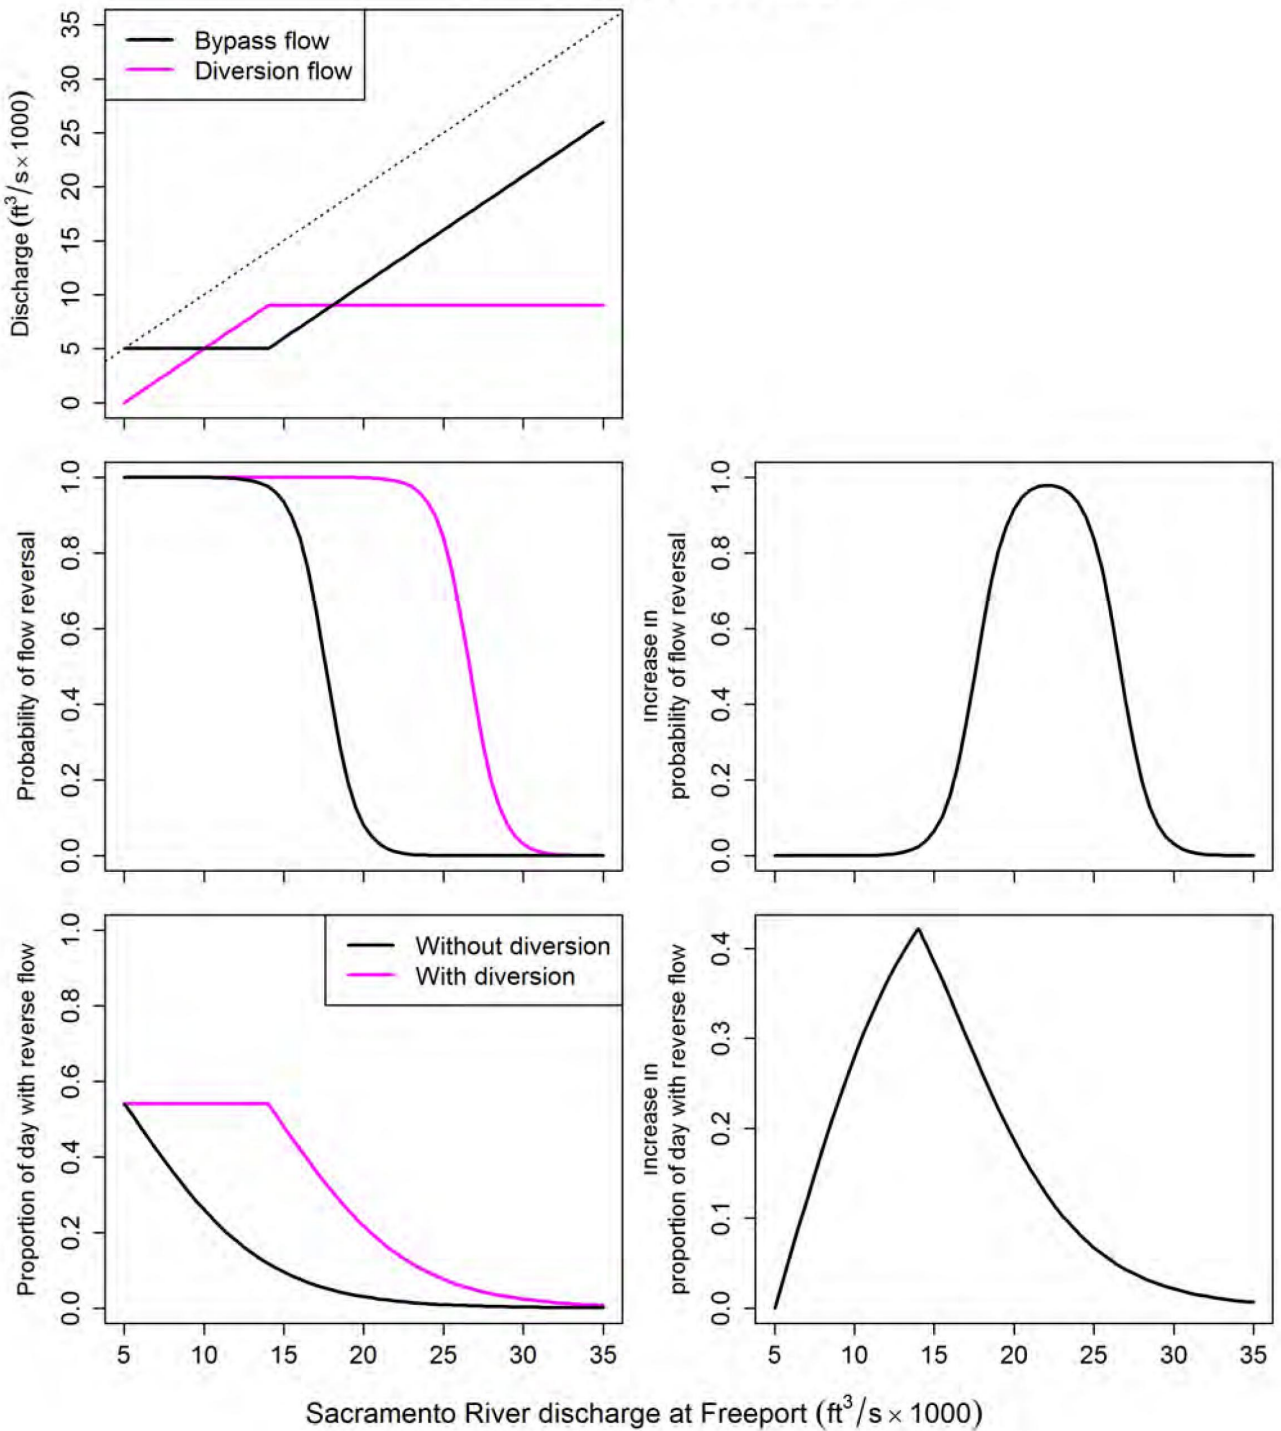 Bypass flow
Diversion flow
Discharge (ft³/s × 1000)
35
30
25
20
15
10
5
0
Probability of flow reversal
1.0
0.8
0.6
0.4
0.2
0.0
increase in
probability of flow reversal
1.0
0.8
0.6
0.4
0.2
0.0
Without diversion
With diversion
Proportion of day with reverse flow
1.0
0.8
0.6
0.4
0.2
0.0
5 10 15 20 25 30 35
increase in
proportion of day with reverse flow
0.4
0.3
0.2
0.1
0.0
5 10 15 20 25 30 35
Sacramento River discharge at Freeport (ft³/s × 1000)